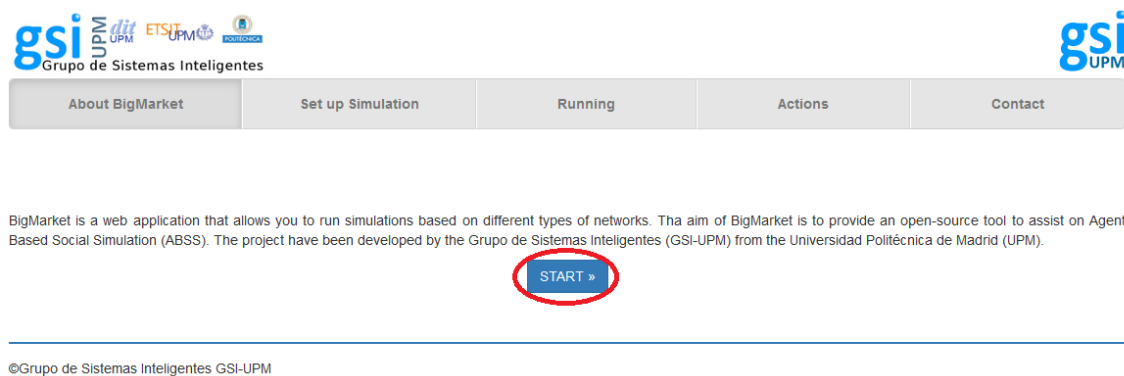 gsi UPM dit UPM ETSIT UPM POLITÉCNICA
Grupo de Sistemas Inteligentes
gsi
UPM
About BigMarket Set up Simulation Running Actions Contact
BigMarket is a web application that allows you to run simulations based on different types of networks. Tha aim of BigMarket is to provide an open-source tool to assist on Agent
Based Social Simulation (ABSS). The project have been developed by the Grupo de Sistemas Inteligentes (GSI-UPM) from the Universidad Politécnica de Madrid (UPM).
START »
©Grupo de Sistemas Inteligentes GSI-UPM